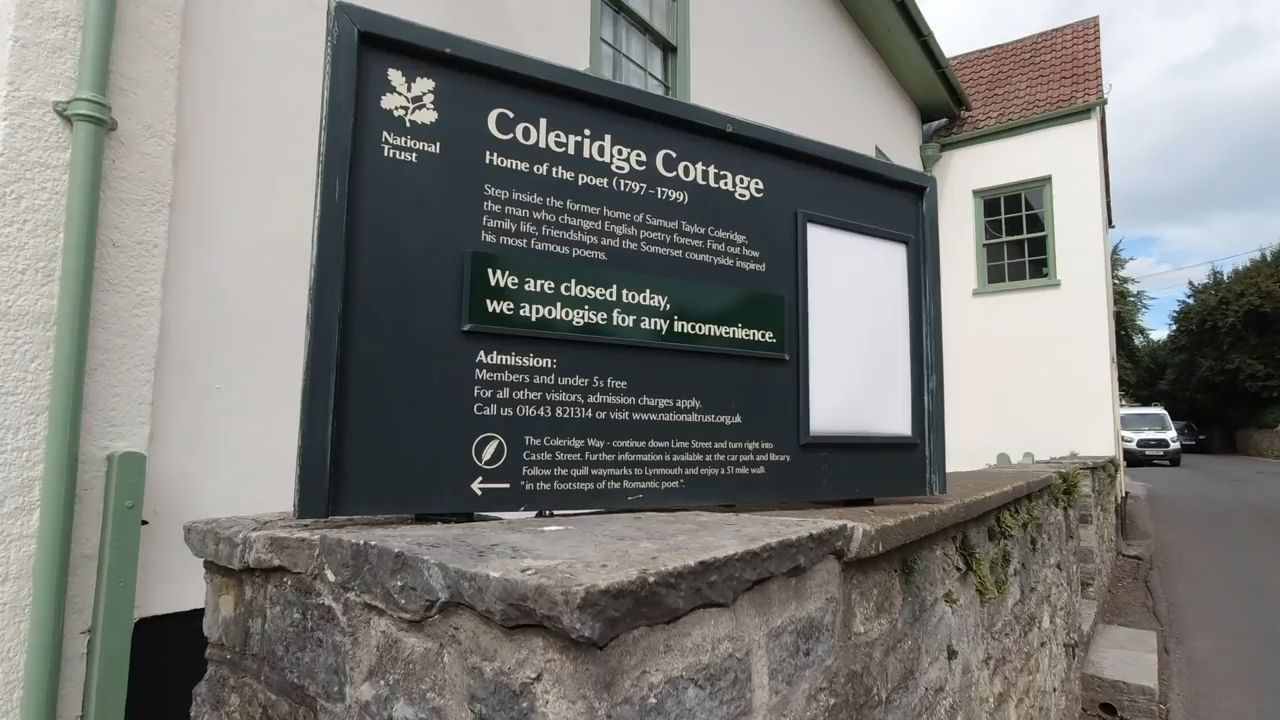 National
Trust
Coleridge Cottage
Home of the poet (1797-1799)
Step inside the former home of Samuel Taylor Coleridge,
the man who changed English poetry forever. Find out how
family life, friendships and the Somerset countryside inspired
his most famous poems.
We are closed today,
we apologise for any inconvenience.
Admission:
Members and under 5s free
For all other visitors, admission charges apply.
Call us 01643 821314 or visit www.nationaltrust.org.uk
The Coleridge Way - continue down Lime Street and turn right into
Castle Street. Further information is available at the car park and library.
Follow the quill waymarks to Lynmouth and enjoy a 51 mile walk
"in the footsteps of the Romantic poet".